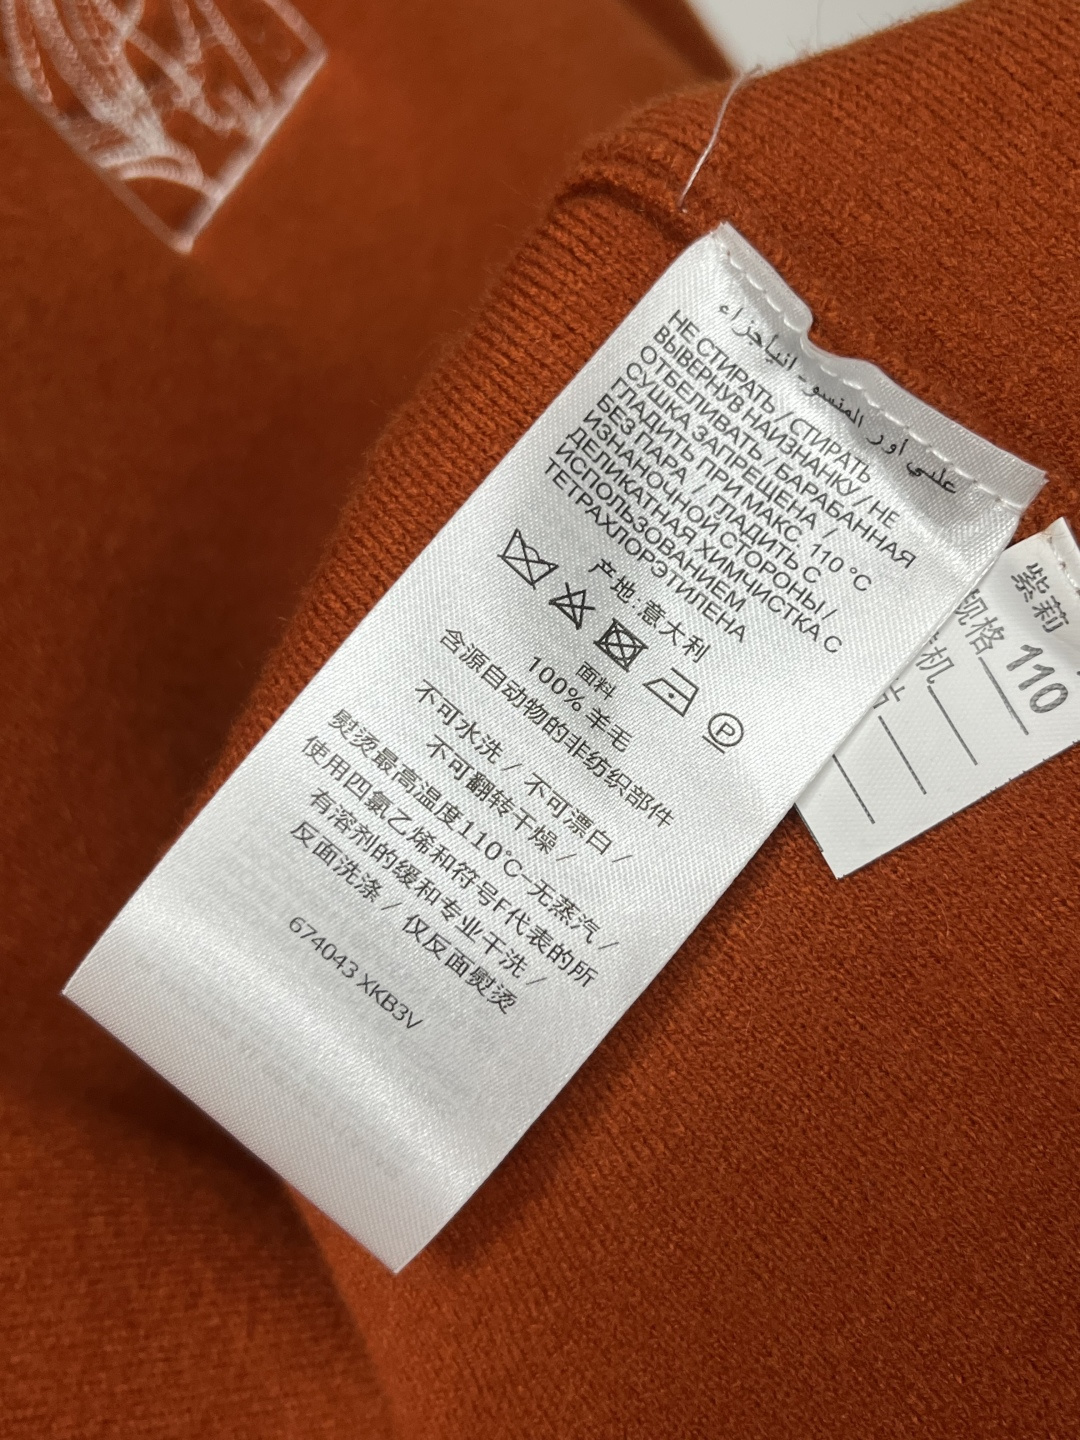 НЕ СТИРАТЬ / СТИРАТЬ
ВЫВЕРНУВ НАИЗНАНКУ / НЕ
ОТБЕЛИВАТЬ / БАРАБАННАЯ
СУШКА ЗАПРЕЩЕНА /
ГЛАДИТЬ ПРИ МАКС. 110 °C
БЕЗ ПАРА / ГЛАДИТЬ С
ИЗНАНОЧНОЙ СТОРОНЫ /
ДЕЛИКАТНАЯ ХИМЧИСТКА С
ИСПОЛЬЗОВАНИЕМ
ТЕТРАХЛОРЭТИЛЕНА
产地:意大利
P
面料
100% 羊毛
含源自动物的非纺织部件
不可水洗 / 不可漂白 /
不可翻转干燥 /
熨烫最高温度110°C-无蒸汽 /
使用四氯乙烯和符号F代表的所
有溶剂的缓和专业干洗 /
反面洗涤 / 仅反面熨烫
674043 XKB3V
紫莉
规格 110
机